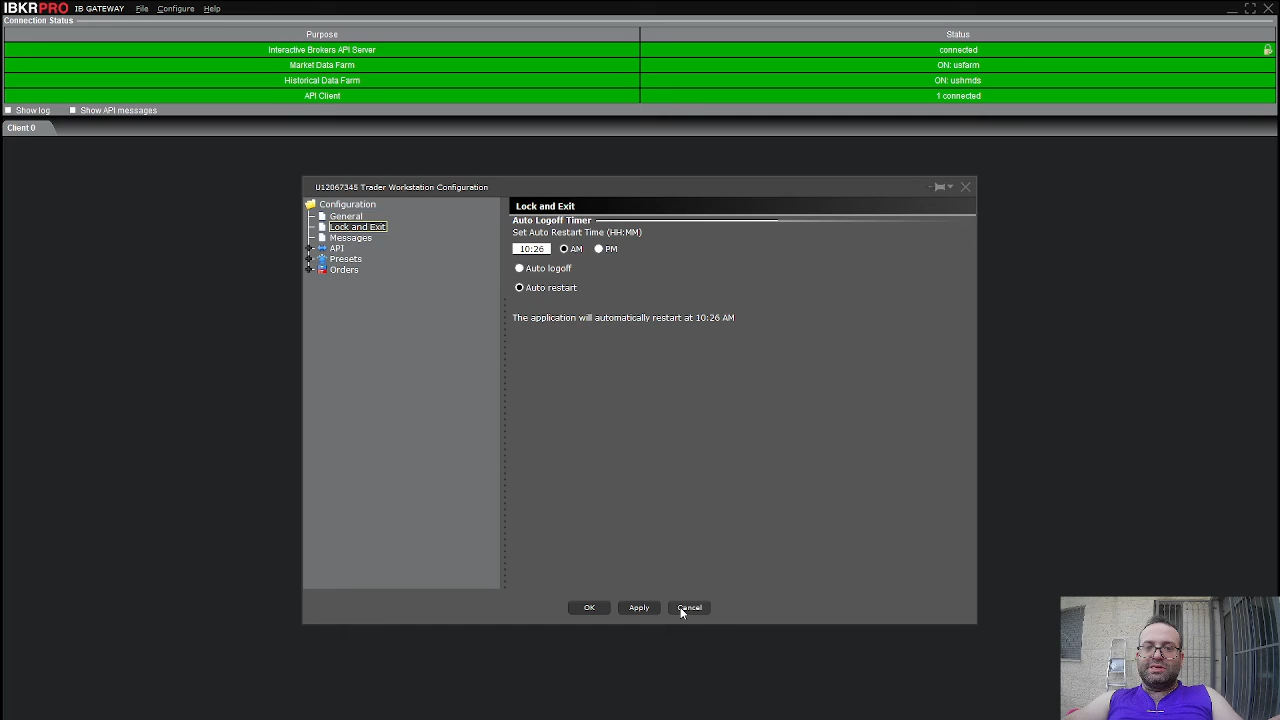 IBKRPRO IB GATEWAY File Configure Help
Connection Status
Purpose Status
Interactive Brokers API Server connected
Market Data Farm ON: usfarm
Historical Data Farm ON: ushmds
API Client 1 connected
Show log Show API messages
Client 0
U12067345 Trader Workstation Configuration
Configuration
General
Lock and Exit
Messages
API
Presets
Orders
Lock and Exit
Auto Logoff Timer
Set Auto Restart Time (HH:MM)
10:26 AM PM
Auto logoff
Auto restart
The application will automatically restart at 10:26 AM
OK Apply Cancel